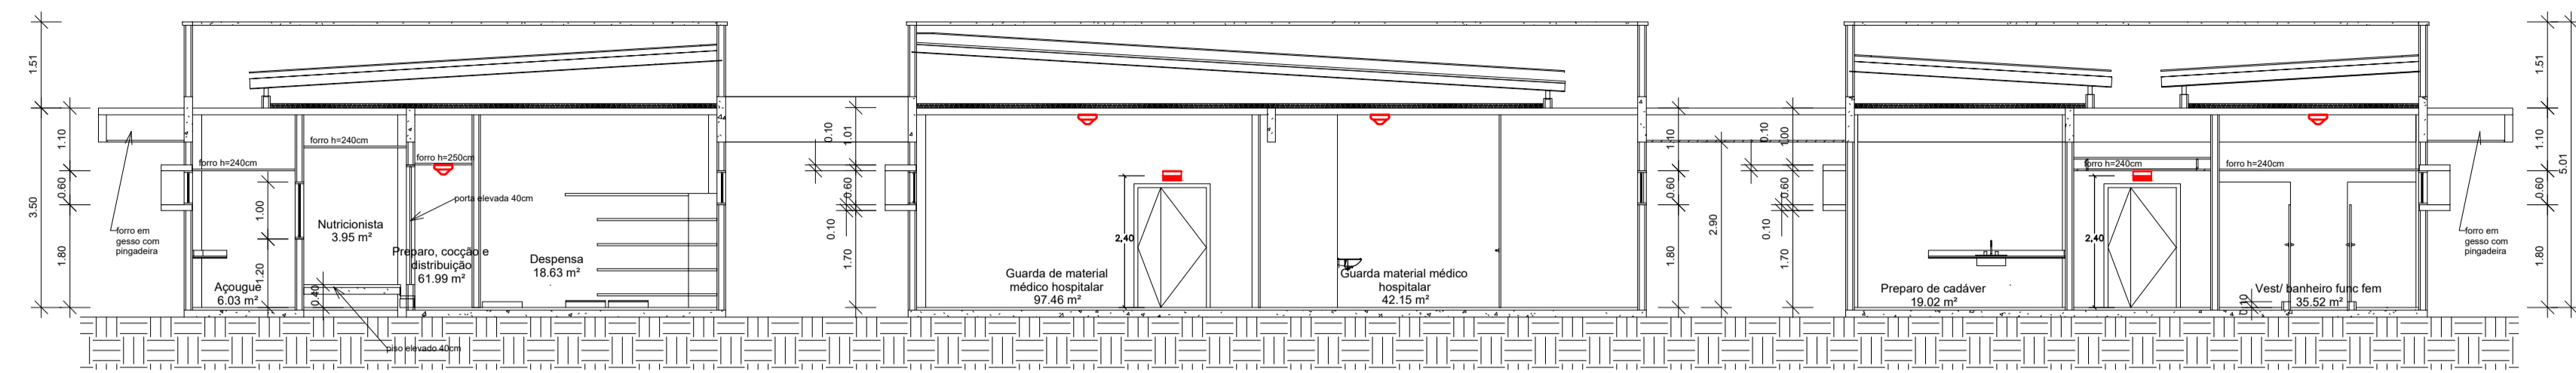 1.51
3.50
1.10
0.60
1.80
forro em
gesso com
pingadeira
forro h=240cm
Açougue
6.03 m²
1.00
1.20
forro h=240cm
Nutricionista
3.95 m²
0.40
piso elevado 40cm
forro h=250cm
porta elevada 40cm
Preparo, cocção e
distribuição
61.99 m²
Despensa
18.63 m²
0.10
1.01
0.60
0.10
1.70
Guarda de material
médico hospitalar
97.46 m²
2,40
Guarda material médico
hospitalar
42.15 m²
1.10
0.60
1.80
2.90
0.10
1.00
0.60
0.10
1.70
Preparo de cadáver
19.02 m²
forro h=240cm
2,40
forro h=240cm
Vest/ banheiro func fem
35.52 m²
0.10
forro em
gesso com
pingadeira
1.51
1.10
0.60
1.80
5.01